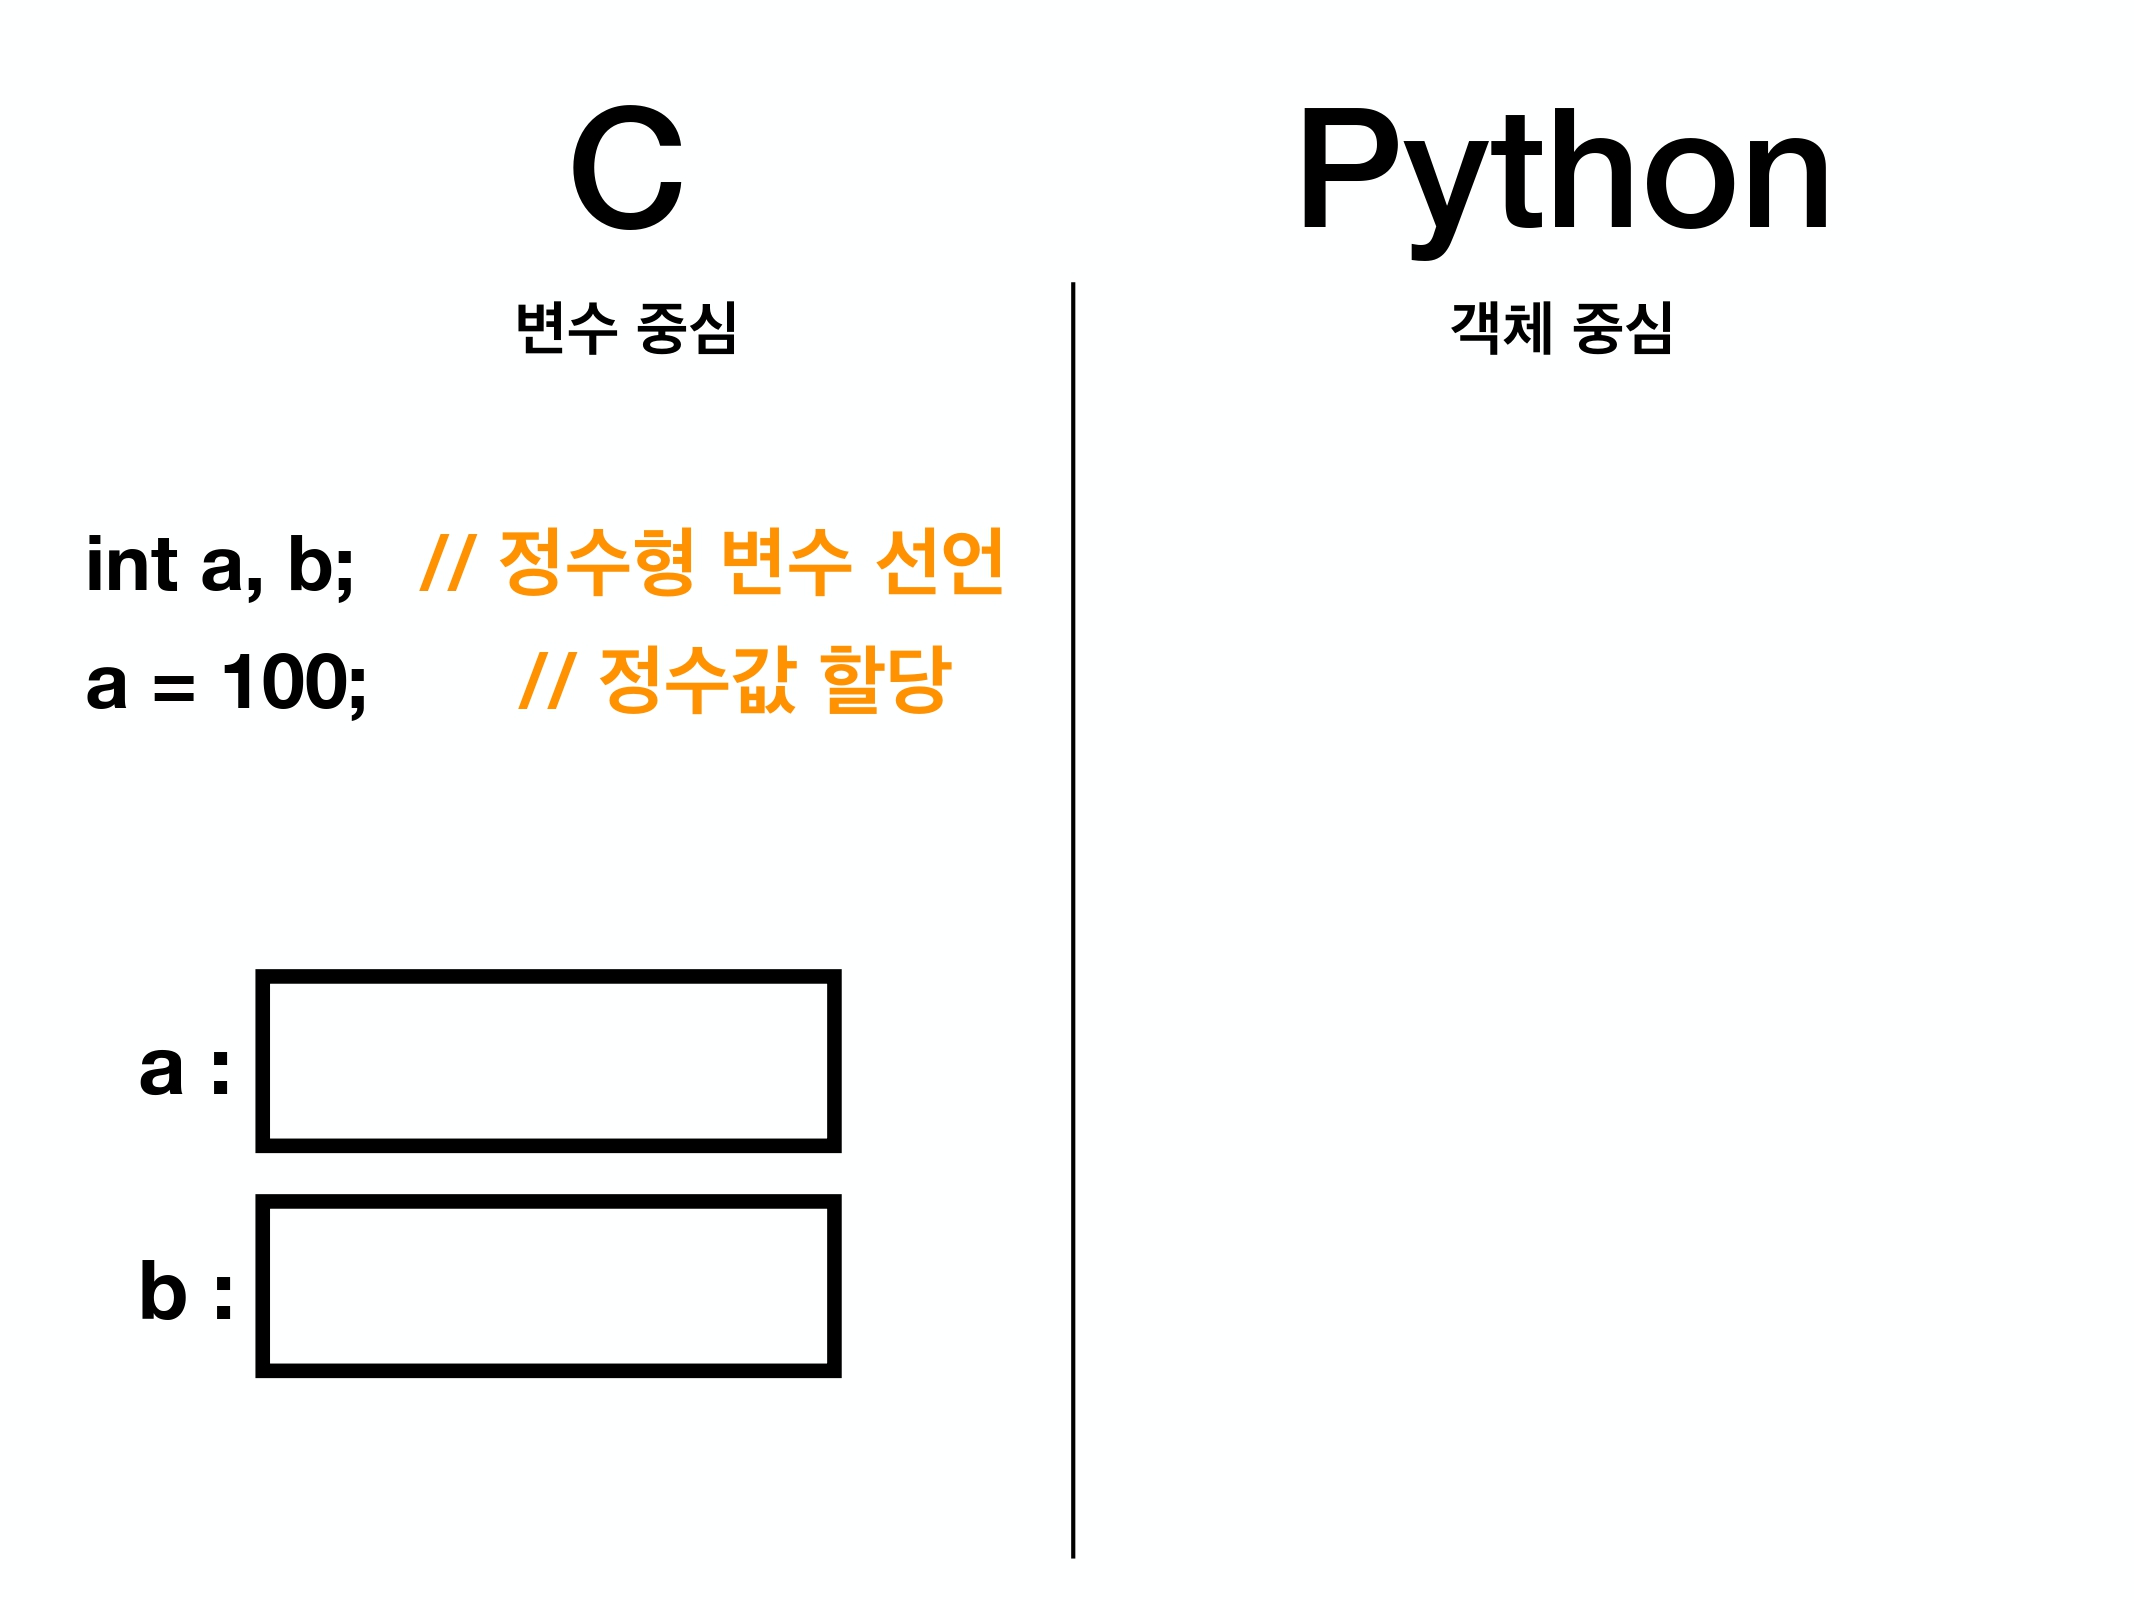 C
변수 중심
int a, b; // 정수형 변수 선언
a = 100; // 정수값 할당
a :
b :
Python
객체 중심